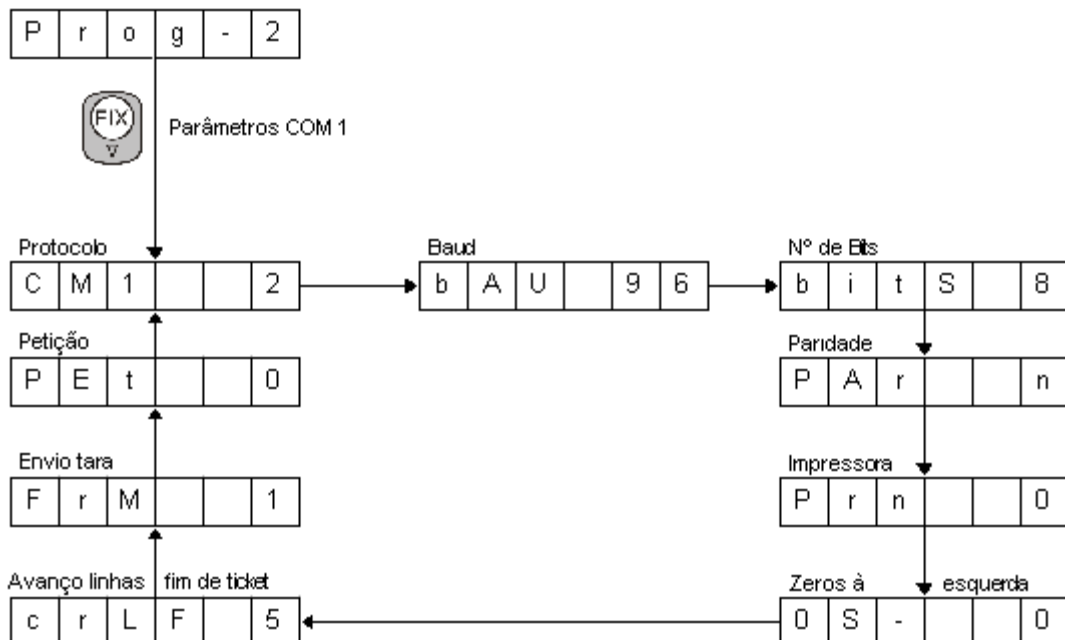 P r o g - 2
FIX
Parâmetros COM 1
Protocolo Baud Nº de Bits
C M 1 2 b A U 9 6 b i t S 8
Petição Paridade
P E t 0 P A r n
Envio tara Impressora
F r M 1 P r n 0
Avanço linhas fim de ticket Zeros à esquerda
c r L F 5 0 S - 0